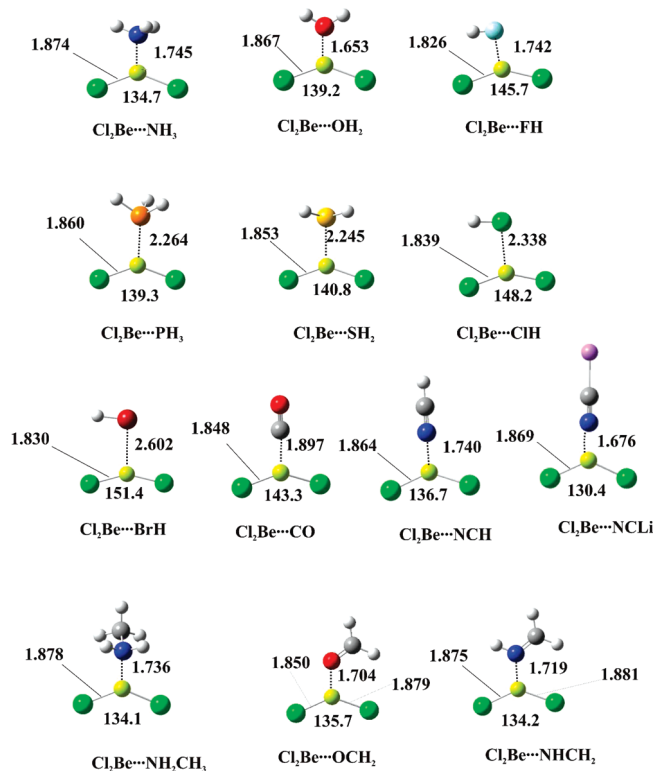 1.874 1.745 1.867 1.653 1.826 1.742
134.7 139.2 145.7
Cl₂Be···NH₃ Cl₂Be···OH₂ Cl₂Be···FH
1.860 2.264 1.853 2.245 1.839 2.338
139.3 140.8 148.2
Cl₂Be···PH₃ Cl₂Be···SH₂ Cl₂Be···ClH
1.830 2.602 1.848 1.897 1.864 1.740 1.869 1.676
151.4 143.3 136.7 130.4
Cl₂Be···BrH Cl₂Be···CO Cl₂Be···NCH Cl₂Be···NCLi
1.878 1.736 1.850 1.704 1.879 1.875 1.719 1.881
134.1 135.7 134.2
Cl₂Be···NH₂CH₃ Cl₂Be···OCH₂ Cl₂Be···NHCH₂